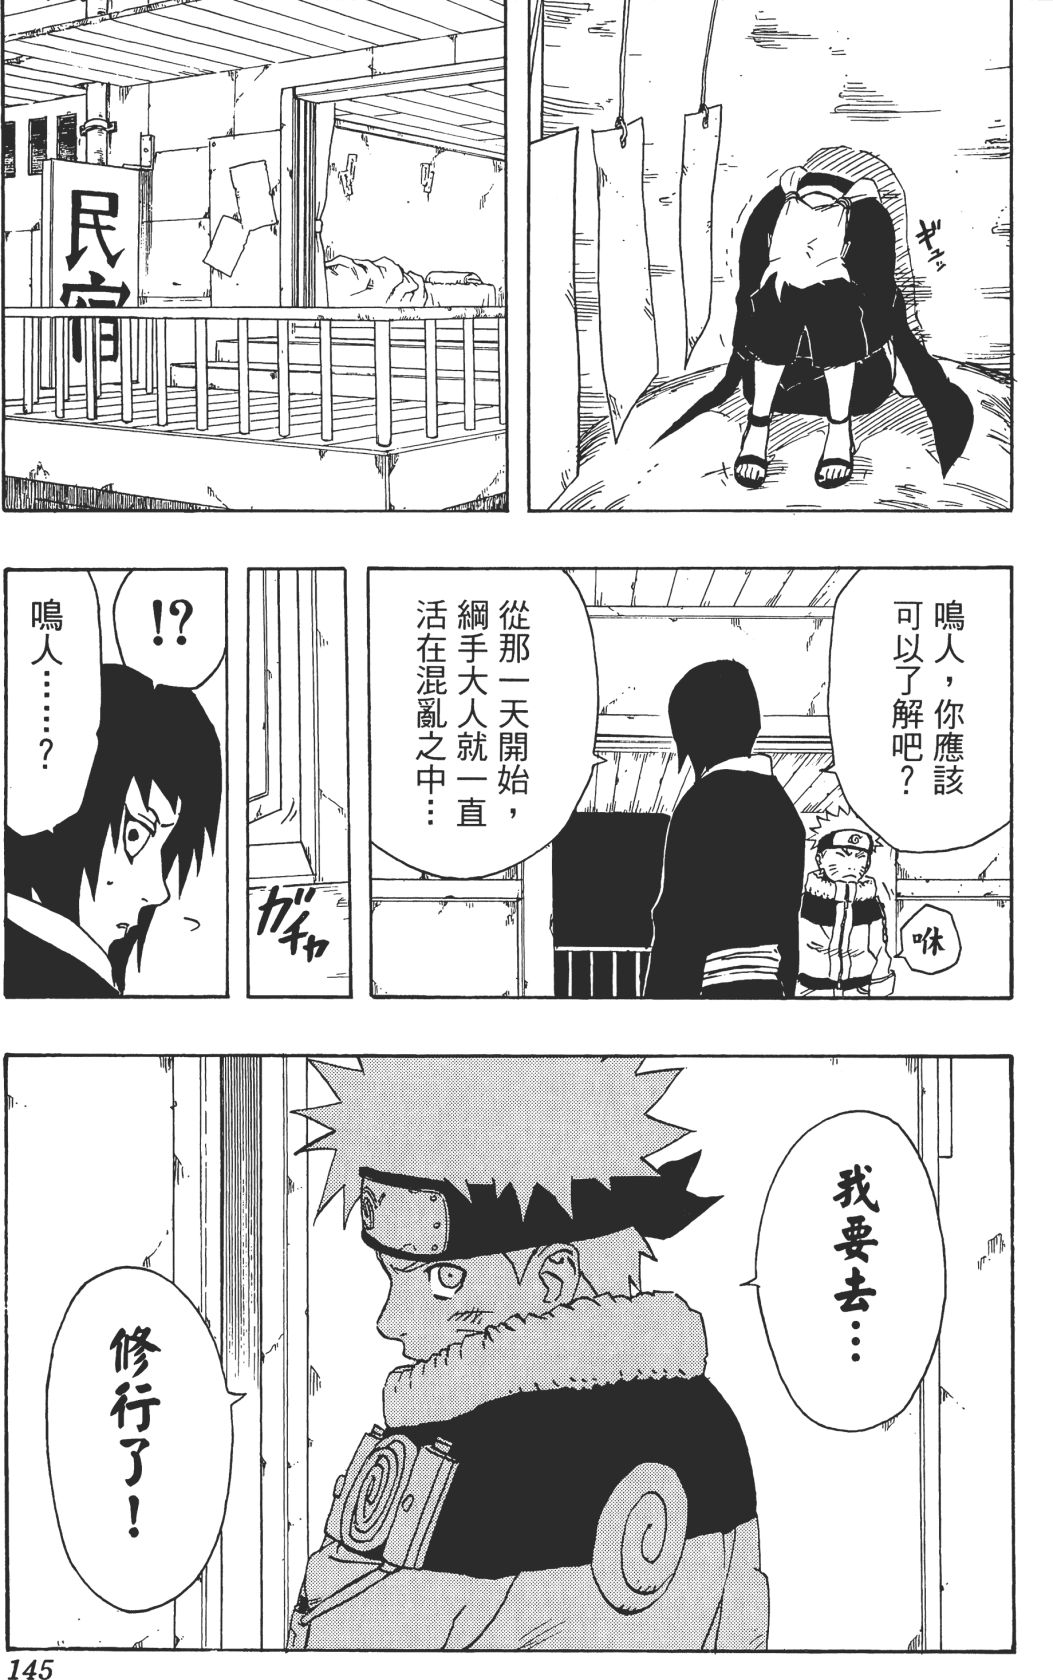 ギュッ
民宿
鳴人，你應該
可以了解吧？
咻
從那一天開始，
綱手大人就一直
活在混亂之中…
ガチャ
!?
鳴人……？
我要去…
修行了！
145